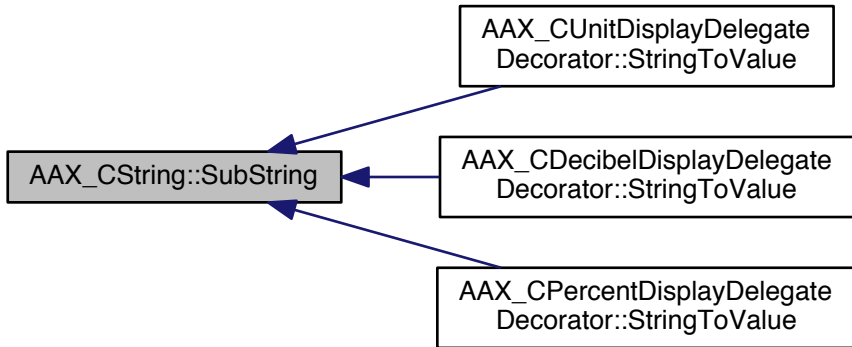 AAX_CUnitDisplayDelegate
Decorator::StringToValue
AAX_CString::SubString
AAX_CDecibelDisplayDelegate
Decorator::StringToValue
AAX_CPercentDisplayDelegate
Decorator::StringToValue